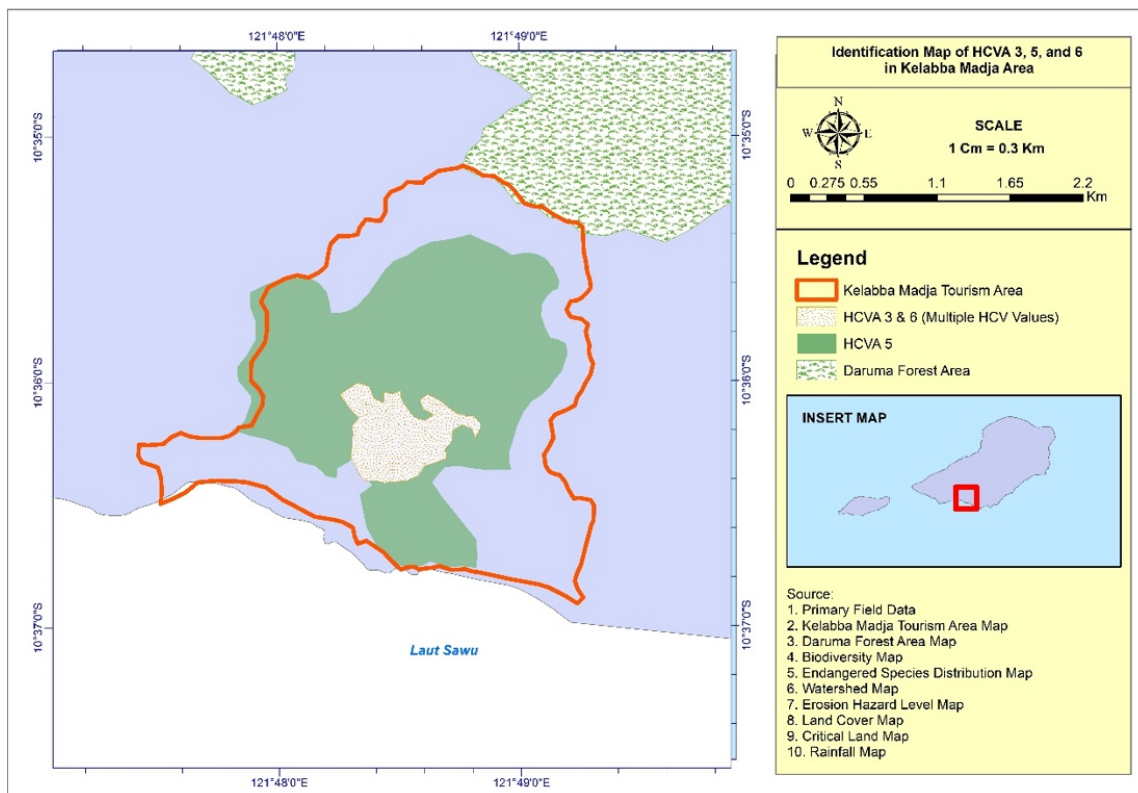 121°48'0"E
121°49'0"E
10°35'0"S
10°35'0"S
10°36'0"S
10°36'0"S
10°37'0"S
10°37'0"S
Laut Sawu
121°48'0"E
121°49'0"E
Identification Map of HCVA 3, 5, and 6
in Kelabba Madja Area
N
W
E
S
SCALE
1 Cm = 0.3 Km
0 0.275 0.55 1.1 1.65 2.2
Km
Legend
Kelabba Madja Tourism Area
HCVA 3 & 6 (Multiple HCV Values)
HCVA 5
Daruma Forest Area
INSERT MAP
Source:
1. Primary Field Data
2. Kelabba Madja Tourism Area Map
3. Daruma Forest Area Map
4. Biodiversity Map
5. Endangered Species Distribution Map
6. Watershed Map
7. Erosion Hazard Level Map
8. Land Cover Map
9. Critical Land Map
10. Rainfall Map